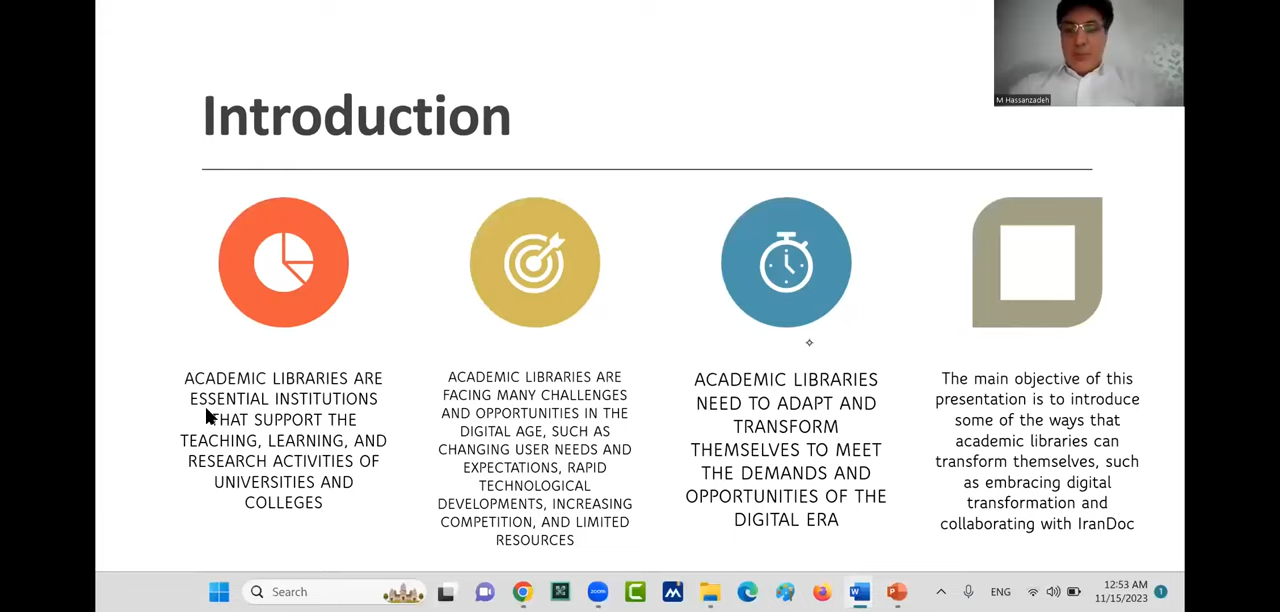 M Hassanzadeh
Introduction
ACADEMIC LIBRARIES ARE
ESSENTIAL INSTITUTIONS
THAT SUPPORT THE
TEACHING, LEARNING, AND
RESEARCH ACTIVITIES OF
UNIVERSITIES AND
COLLEGES
ACADEMIC LIBRARIES ARE
FACING MANY CHALLENGES
AND OPPORTUNITIES IN THE
DIGITAL AGE, SUCH AS
CHANGING USER NEEDS AND
EXPECTATIONS, RAPID
TECHNOLOGICAL
DEVELOPMENTS, INCREASING
COMPETITION, AND LIMITED
RESOURCES
ACADEMIC LIBRARIES
NEED TO ADAPT AND
TRANSFORM
THEMSELVES TO MEET
THE DEMANDS AND
OPPORTUNITIES OF THE
DIGITAL ERA
The main objective of this
presentation is to introduce
some of the ways that
academic libraries can
transform themselves, such
as embracing digital
transformation and
collaborating with IranDoc
Search
zoom
W
P
ENG
12:53 AM
11/15/2023
1